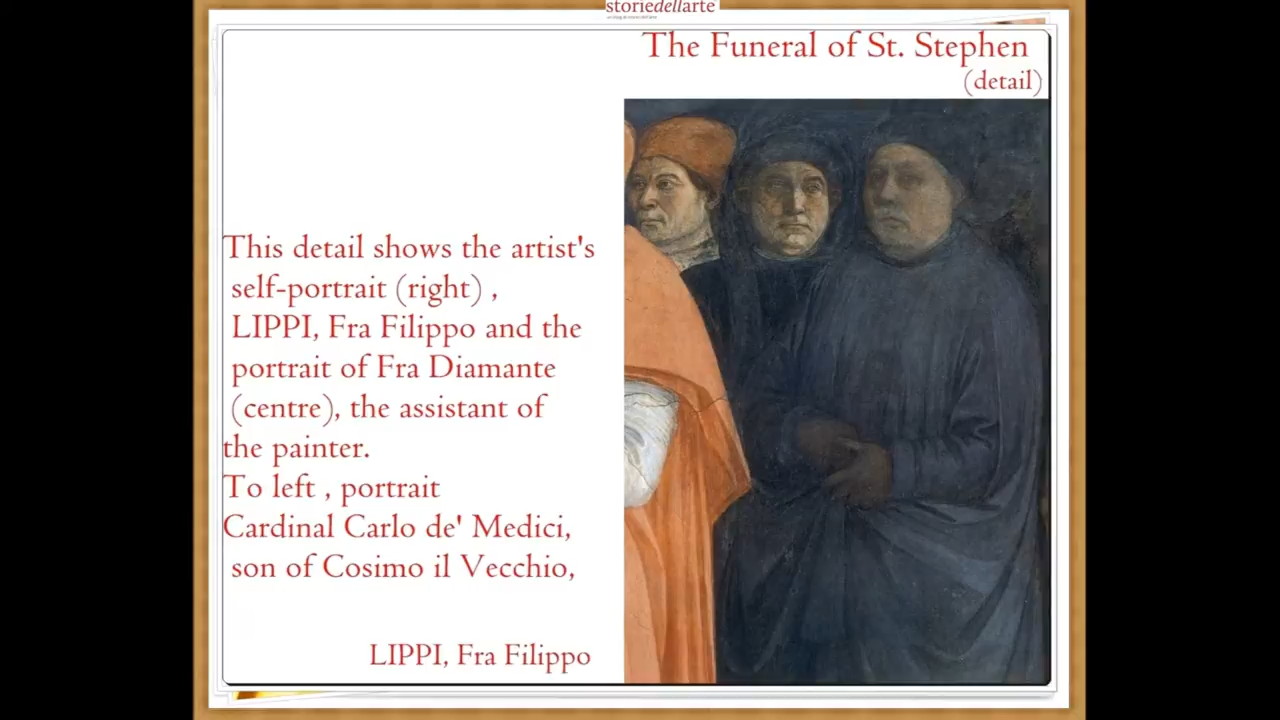 storiedellarte
The Funeral of St. Stephen
(detail)
This detail shows the artist's
self-portrait (right) ,
LIPPI, Fra Filippo and the
portrait of Fra Diamante
(centre), the assistant of
the painter.
To left , portrait
Cardinal Carlo de' Medici,
son of Cosimo il Vecchio,
LIPPI, Fra Filippo